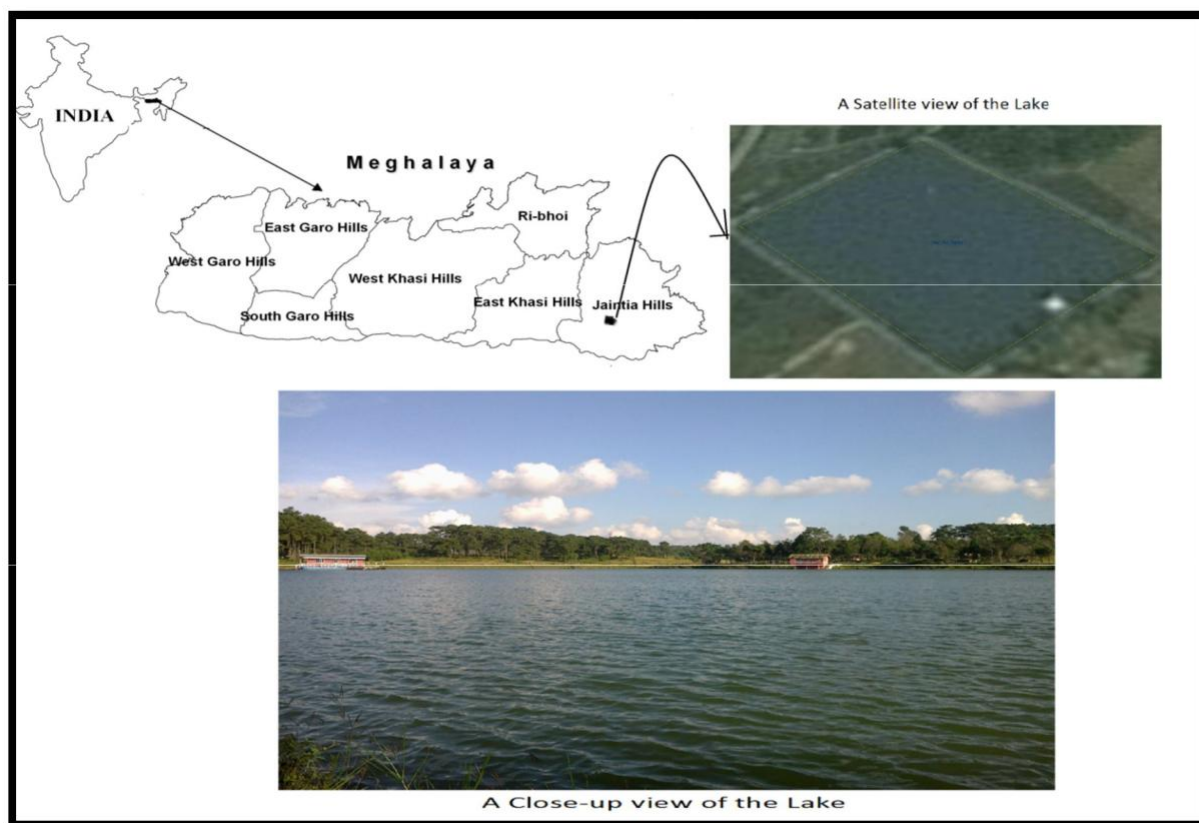 INDIA
A Satellite view of the Lake
Meghalaya
Ri-bhoi
East Garo Hills
West Garo Hills
West Khasi Hills
East Khasi Hills
Jaintia Hills
South Garo Hills
A Close-up view of the Lake